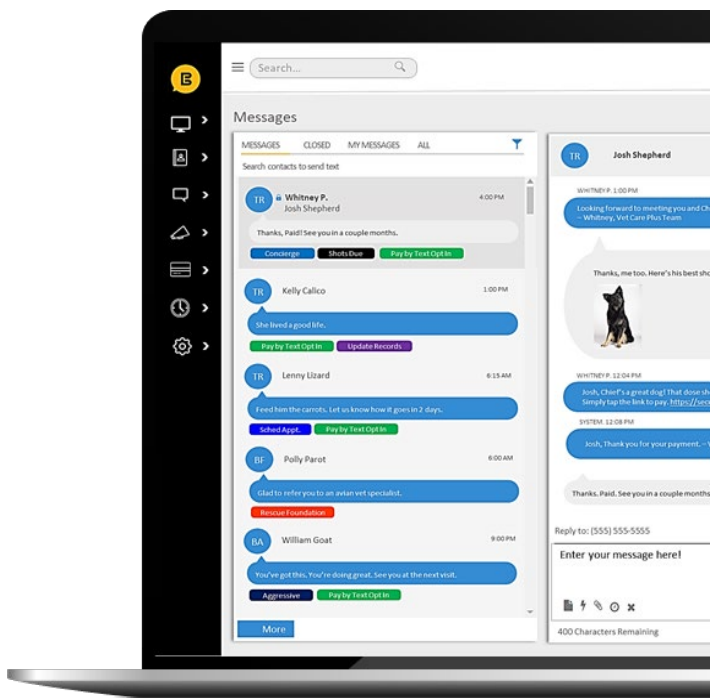 E
Search...
Messages
MESSAGES CLOSED MY MESSAGES ALL
Search contacts to send text
TR
Whitney P.
Josh Shepherd
4:00 PM
Thanks, Paid! See you in a couple months.
Concierge Shots Due Pay by Text Opt In
TR
Kelly Calico
1:00 PM
She lived a good life.
Pay by Text Opt In Update Records
TR
Lenny Lizard
6:15 AM
Feed him the carrots. Let us know how it goes in 2 days.
Sched Appt. Pay by Text Opt In
BF
Polly Parot
6:00 AM
Glad to refer you to an avian vet specialist.
Rescue Foundation
BA
William Goat
9:00 PM
You've got this. You're doing great. See you at the next visit.
Aggressive Pay by Text Opt In
More
TR
Josh Shepherd
WHITNEY P. 1:00 PM
Looking forward to meeting you and Ch
– Whitney, Vet Care Plus Team
Thanks, me too. Here's his best sho
WHITNEY P. 12:04 PM
Josh, Chief's a great dog! That dose sh
Simply tap the link to pay. https://sec
SYSTEM. 12:08 PM
Josh, Thank you for your payment. – V
Thanks. Paid. See you in a couple months
Reply to: (555) 555-5555
Enter your message here!
400 Characters Remaining